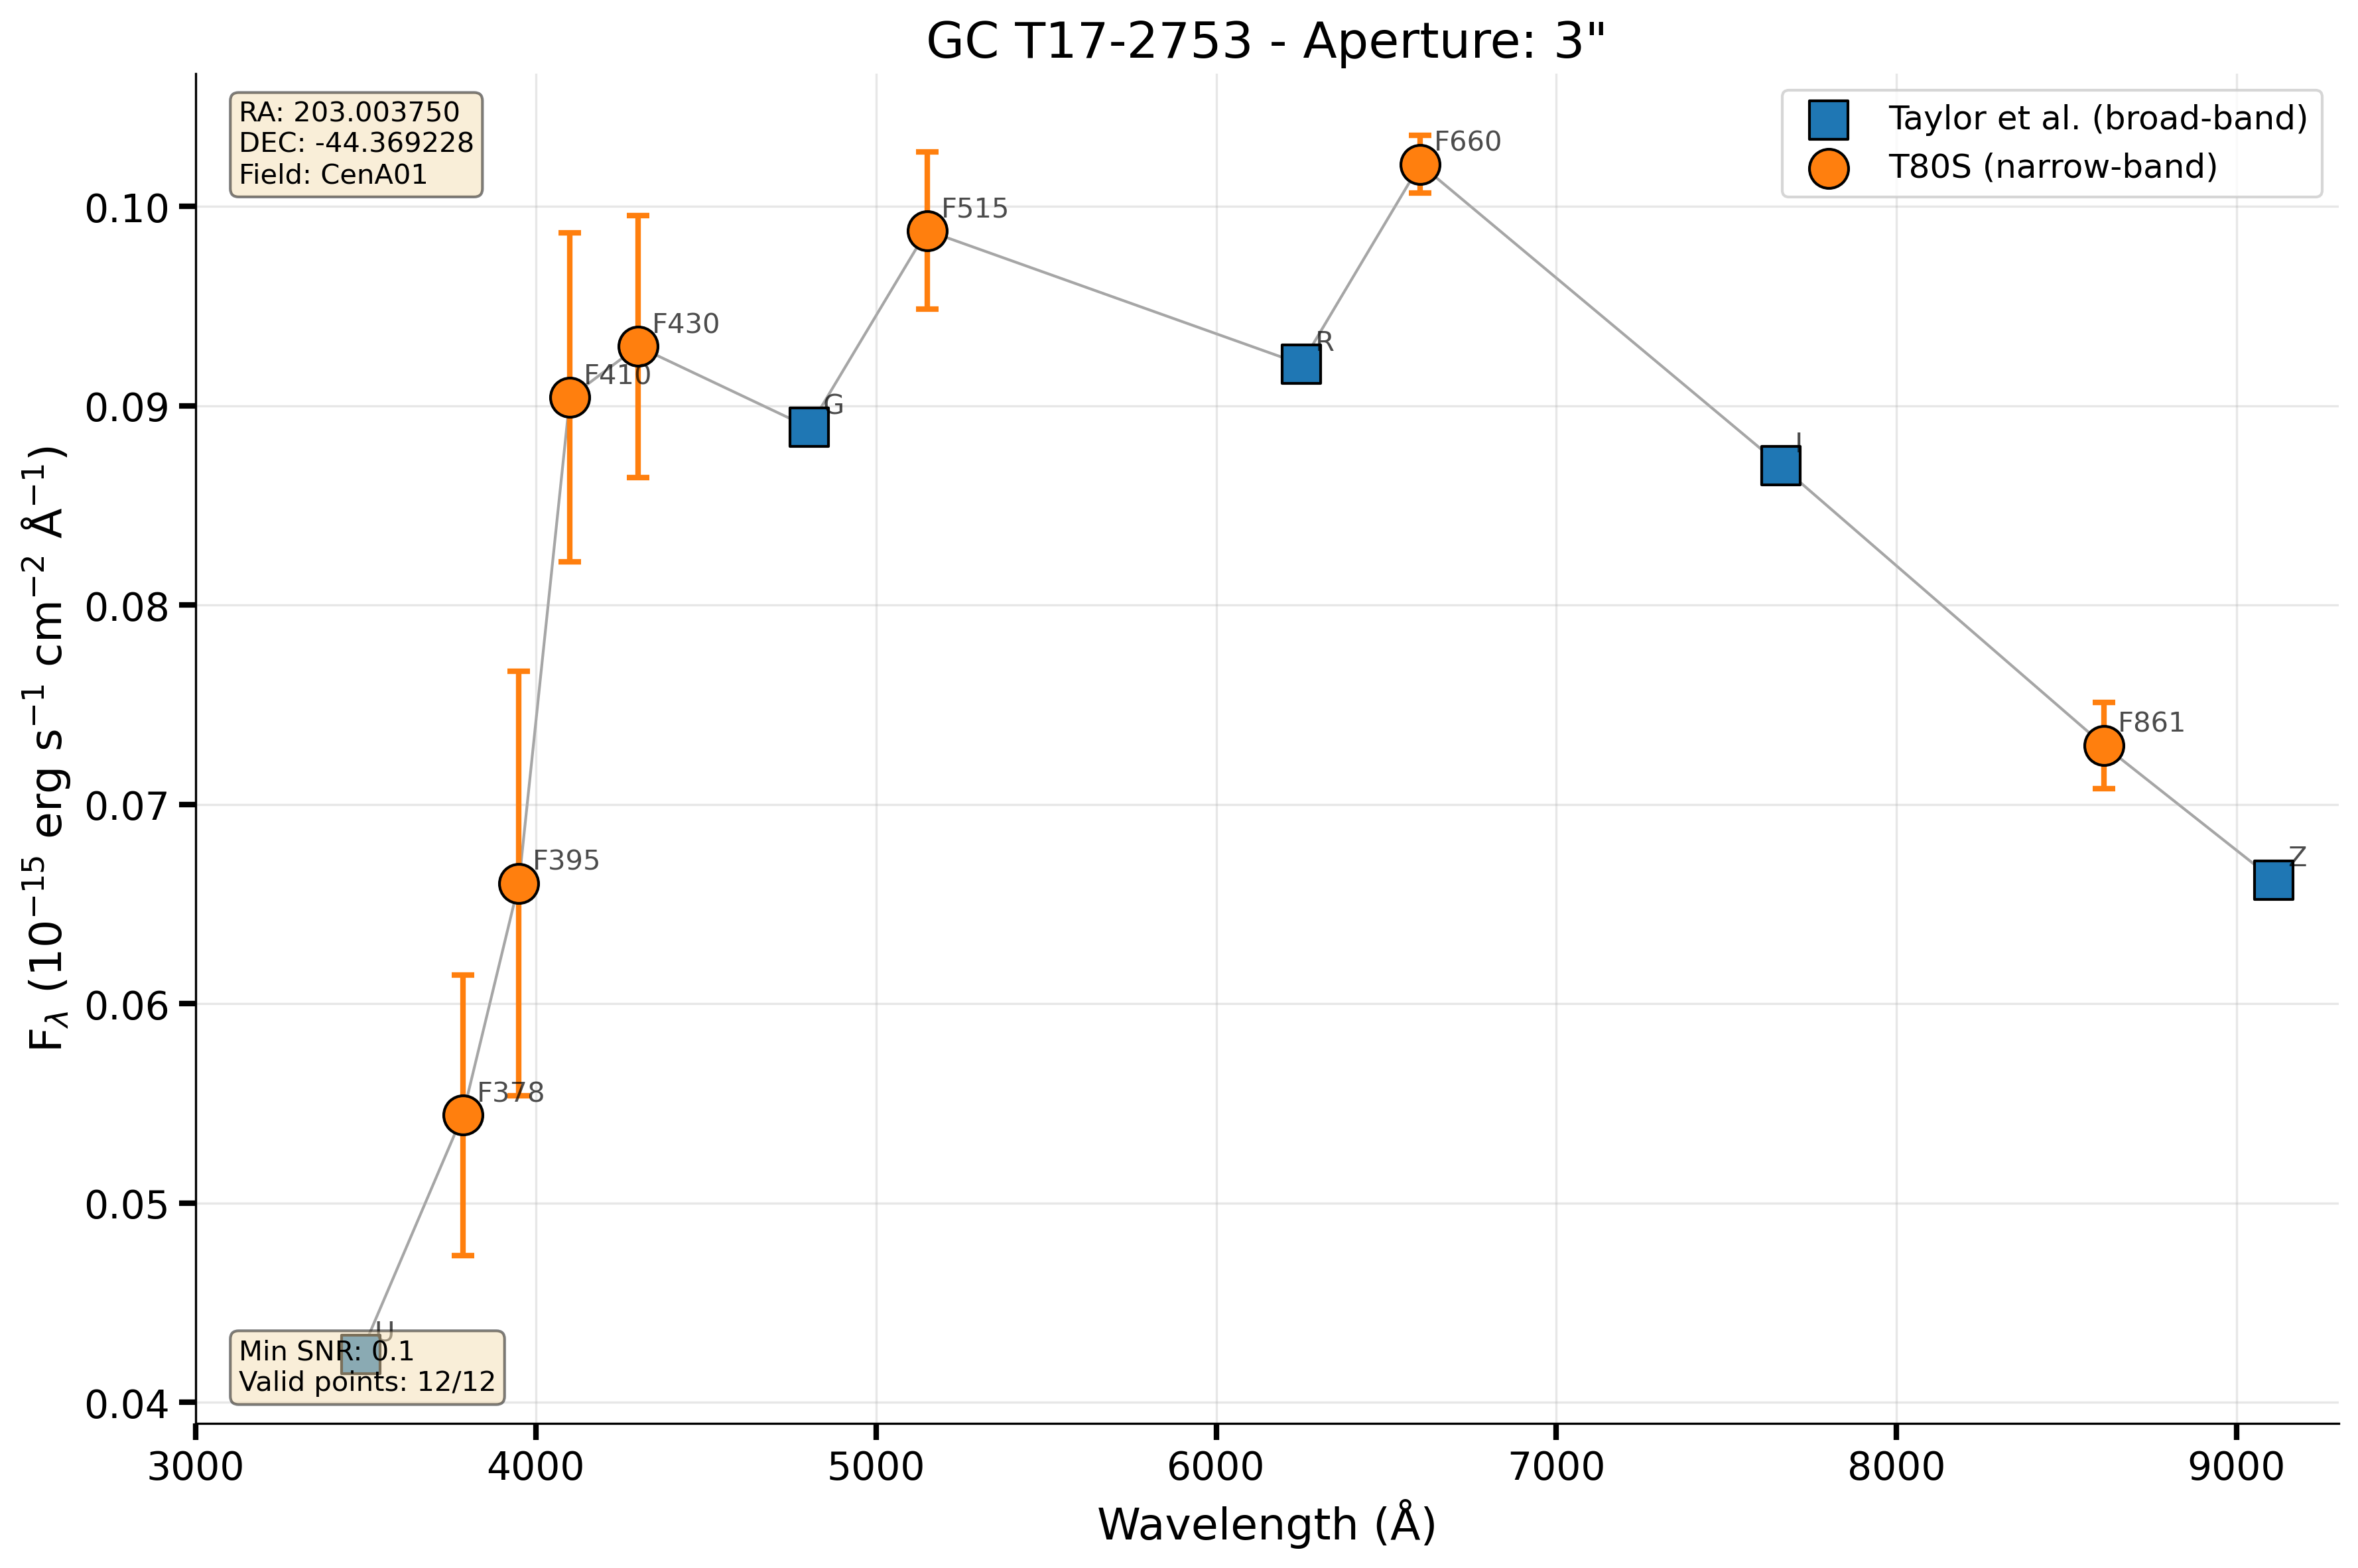 GC T17-2753 - Aperture: 3"
RA: 203.003750
DEC: -44.369228
Field: CenA01
Taylor et al. (broad-band)
T80S (narrow-band)
F660
F515
F430
F410
R
G
I
F861
Z
F395
F378
U
Min SNR: 0.1
Valid points: 12/12
0.10
0.09
0.08
0.07
0.06
0.05
0.04
F$_{λ}$ (10$^{−15}$ erg s$^{−1}$ cm$^{−2}$ Å$^{−1}$)
3000 4000 5000 6000 7000 8000 9000
Wavelength (Å)